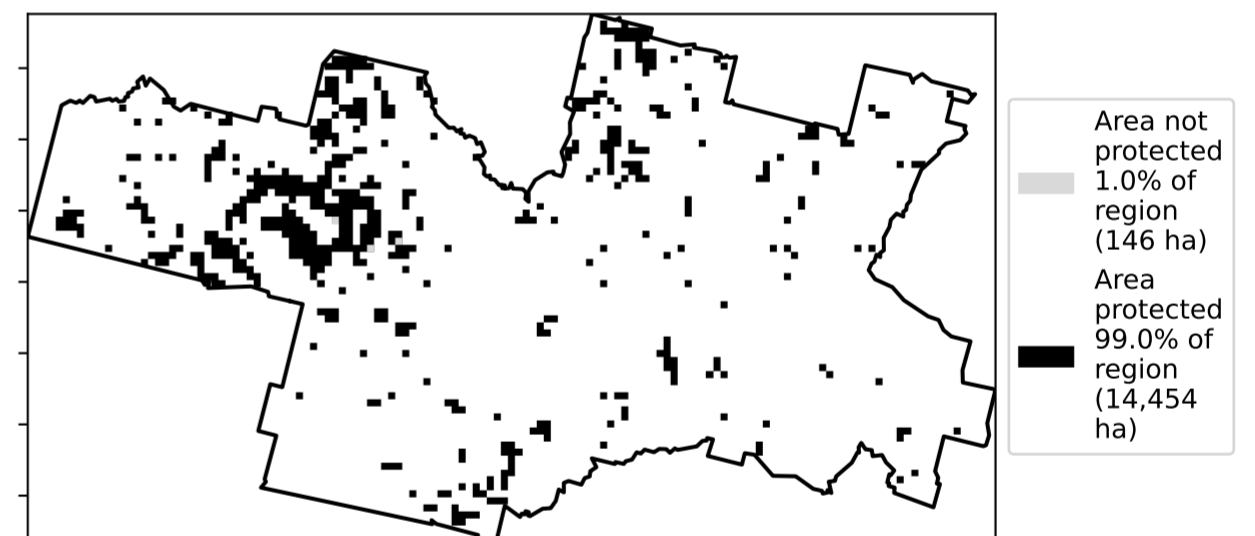 Area not
protected
1.0% of
region
(146 ha)
Area
protected
99.0% of
region
(14,454
ha)